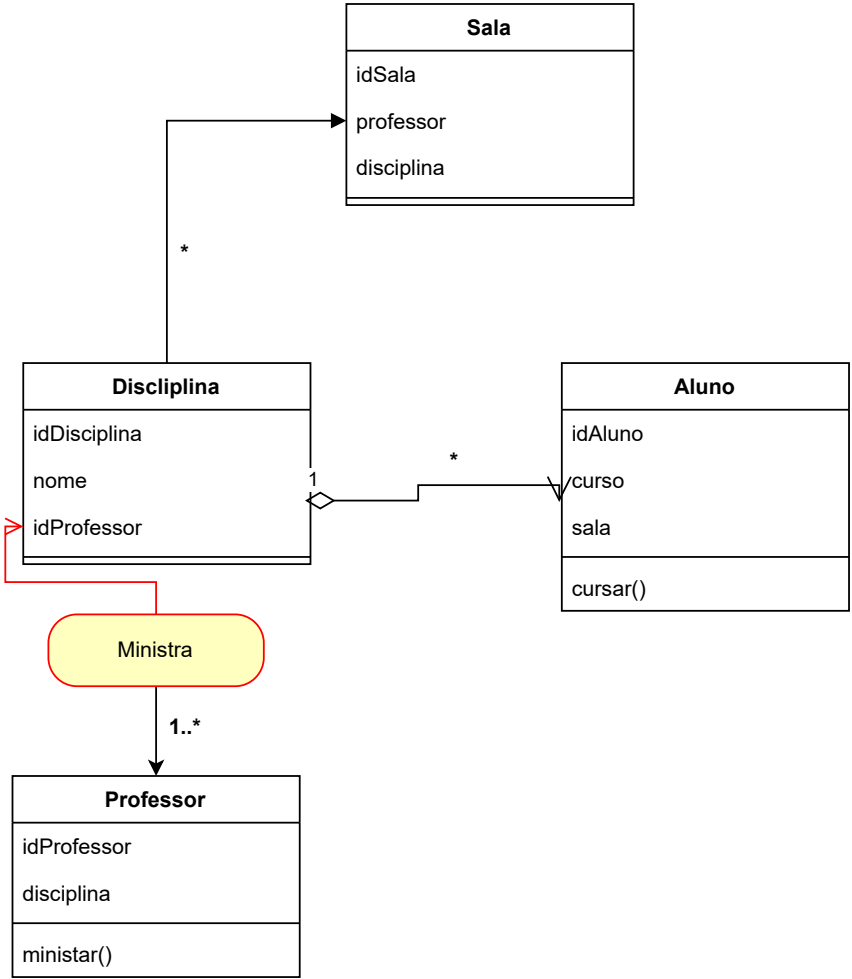 Sala
idSala
professor
disciplina
*
Discliplina
idDisciplina
nome
idProfessor
1
*
Aluno
idAluno
curso
sala
cursar()
Ministra
1..*
Professor
idProfessor
disciplina
ministar()